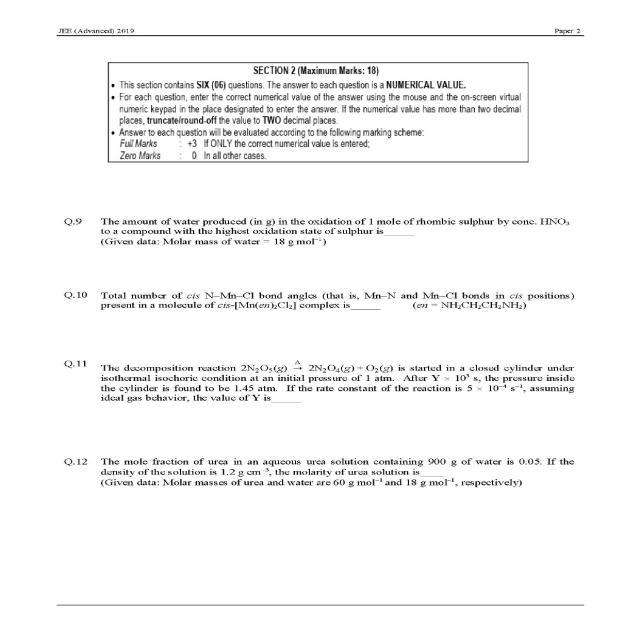 JEE (Advanced) 2019 Paper 2
SECTION 2 (Maximum Marks: 18)
• This section contains SIX (06) questions. The answer to each question is a NUMERICAL VALUE.
• For each question, enter the correct numerical value of the answer using the mouse and the on-screen virtual
numeric keypad in the place designated to enter the answer. If the numerical value has more than two decimal
places, truncate/round-off the value to TWO decimal places.
• Answer to each question will be evaluated according to the following marking scheme:
Full Marks : +3 If ONLY the correct numerical value is entered;
Zero Marks : 0 In all other cases.
Q.9 The amount of water produced (in g) in the oxidation of 1 mole of rhombic sulphur by conc. HNO₃
to a compound with the highest oxidation state of sulphur is______
(Given data: Molar mass of water = 18 g mol⁻¹)
Q.10 Total number of cis N–Mn–Cl bond angles (that is, Mn–N and Mn–Cl bonds in cis positions)
present in a molecule of cis-[Mn(en)₂Cl₂] complex is______ (en = NH₂CH₂CH₂NH₂)
Q.11 The decomposition reaction 2N₂O₅(g) →^Δ 2N₂O₄(g) + O₂(g) is started in a closed cylinder under
isothermal isochoric condition at an initial pressure of 1 atm. After Y × 10³ s, the pressure inside
the cylinder is found to be 1.45 atm. If the rate constant of the reaction is 5 × 10⁻⁴ s⁻¹, assuming
ideal gas behavior, the value of Y is______
Q.12 The mole fraction of urea in an aqueous urea solution containing 900 g of water is 0.05. If the
density of the solution is 1.2 g cm⁻³, the molarity of urea solution is______
(Given data: Molar masses of urea and water are 60 g mol⁻¹ and 18 g mol⁻¹, respectively)